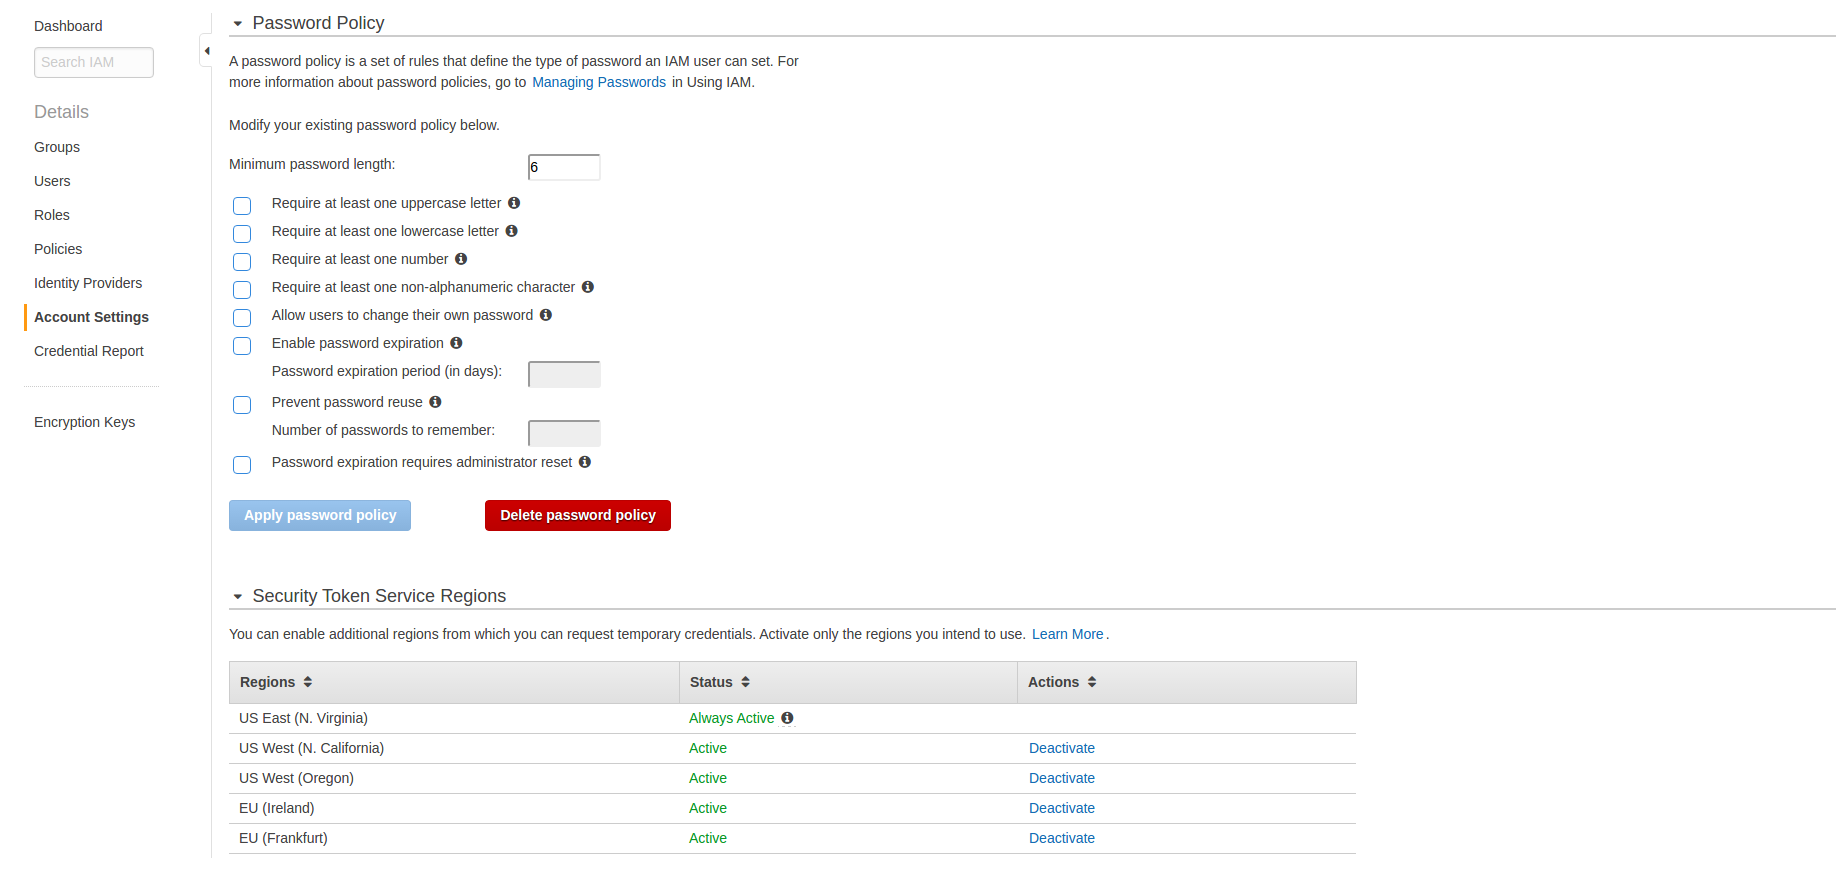 Dashboard
Search IAM
Details
Groups
Users
Roles
Policies
Identity Providers
Account Settings
Credential Report
Encryption Keys
Password Policy
A password policy is a set of rules that define the type of password an IAM user can set. For
more information about password policies, go to Managing Passwords in Using IAM.
Modify your existing password policy below.
Minimum password length: 6
Require at least one uppercase letter
Require at least one lowercase letter
Require at least one number
Require at least one non-alphanumeric character
Allow users to change their own password
Enable password expiration
Password expiration period (in days):
Prevent password reuse
Number of passwords to remember:
Password expiration requires administrator reset
Apply password policy Delete password policy
Security Token Service Regions
You can enable additional regions from which you can request temporary credentials. Activate only the regions you intend to use. Learn More.
Regions Status Actions
US East (N. Virginia) Always Active
US West (N. California) Active Deactivate
US West (Oregon) Active Deactivate
EU (Ireland) Active Deactivate
EU (Frankfurt) Active Deactivate